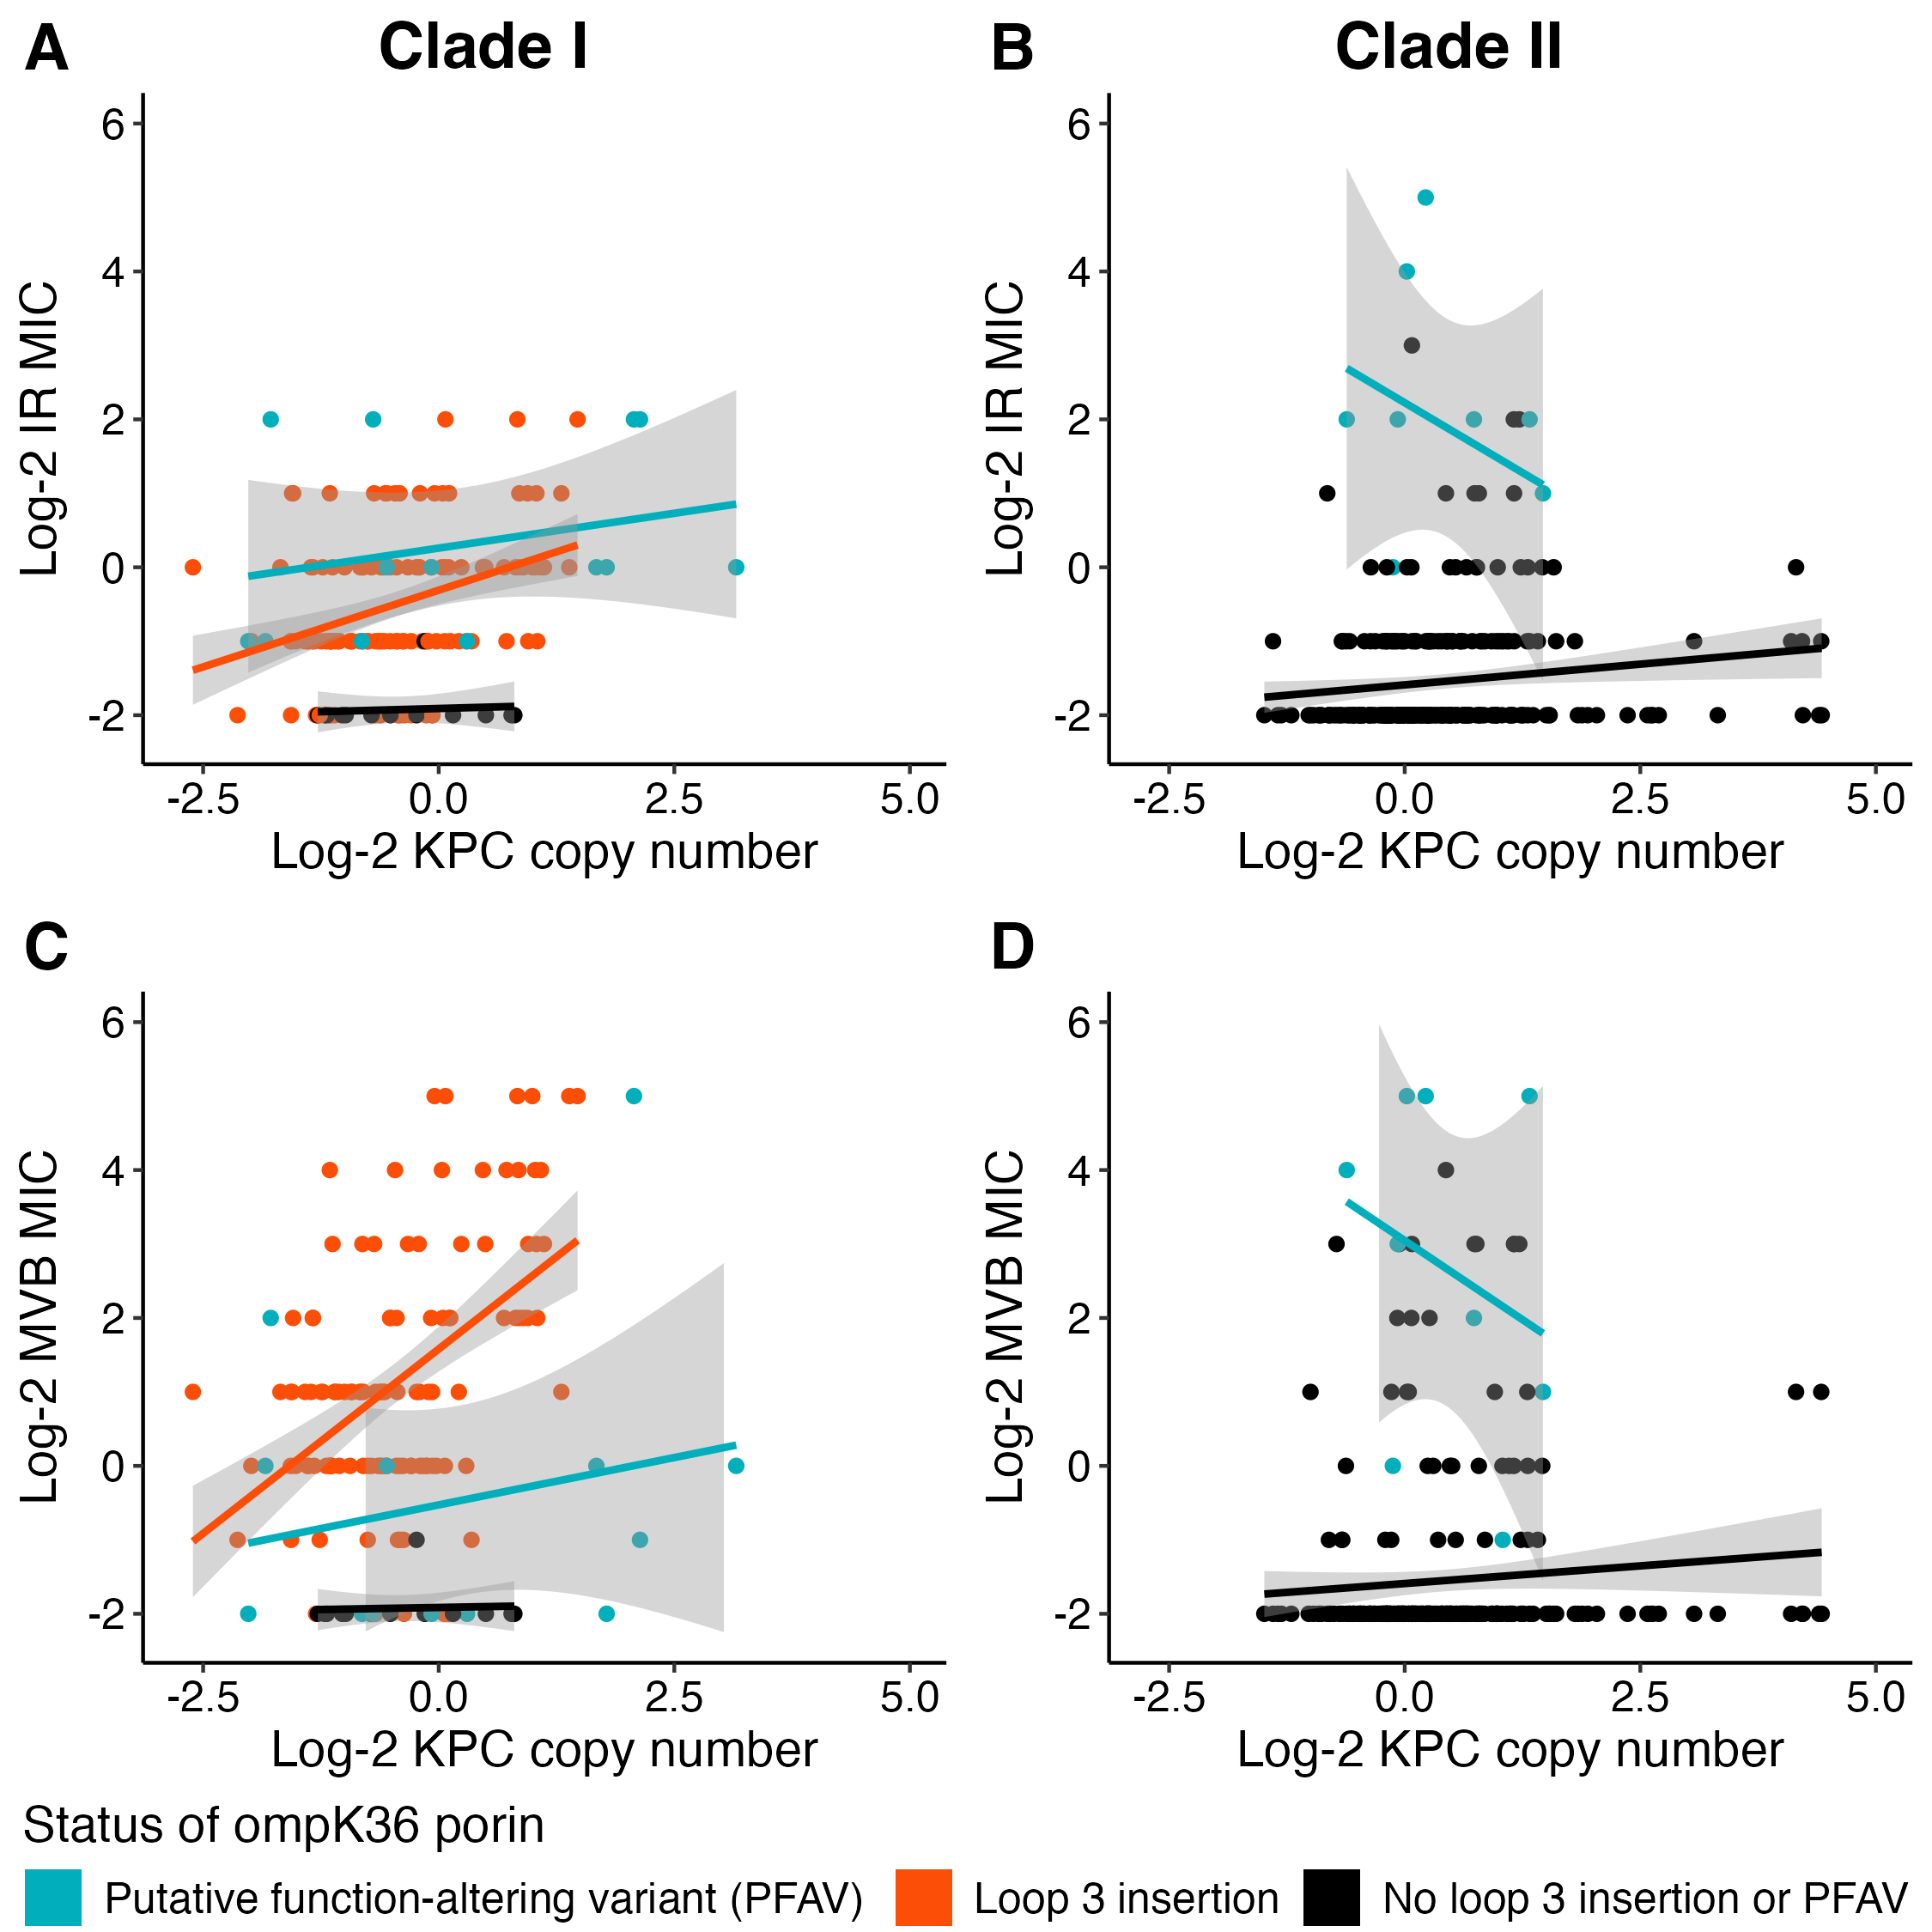 A Clade I
B Clade II
6
4
2
0
-2
Log-2 IR MIC
-2.5 0.0 2.5 5.0
Log-2 KPC copy number
6
4
2
0
-2
Log-2 IR MIC
-2.5 0.0 2.5 5.0
Log-2 KPC copy number
C
6
4
2
0
-2
Log-2 MVB MIC
-2.5 0.0 2.5 5.0
Log-2 KPC copy number
D
6
4
2
0
-2
Log-2 MVB MIC
-2.5 0.0 2.5 5.0
Log-2 KPC copy number
Status of ompK36 porin
Putative function-altering variant (PFAV) Loop 3 insertion No loop 3 insertion or PFAV